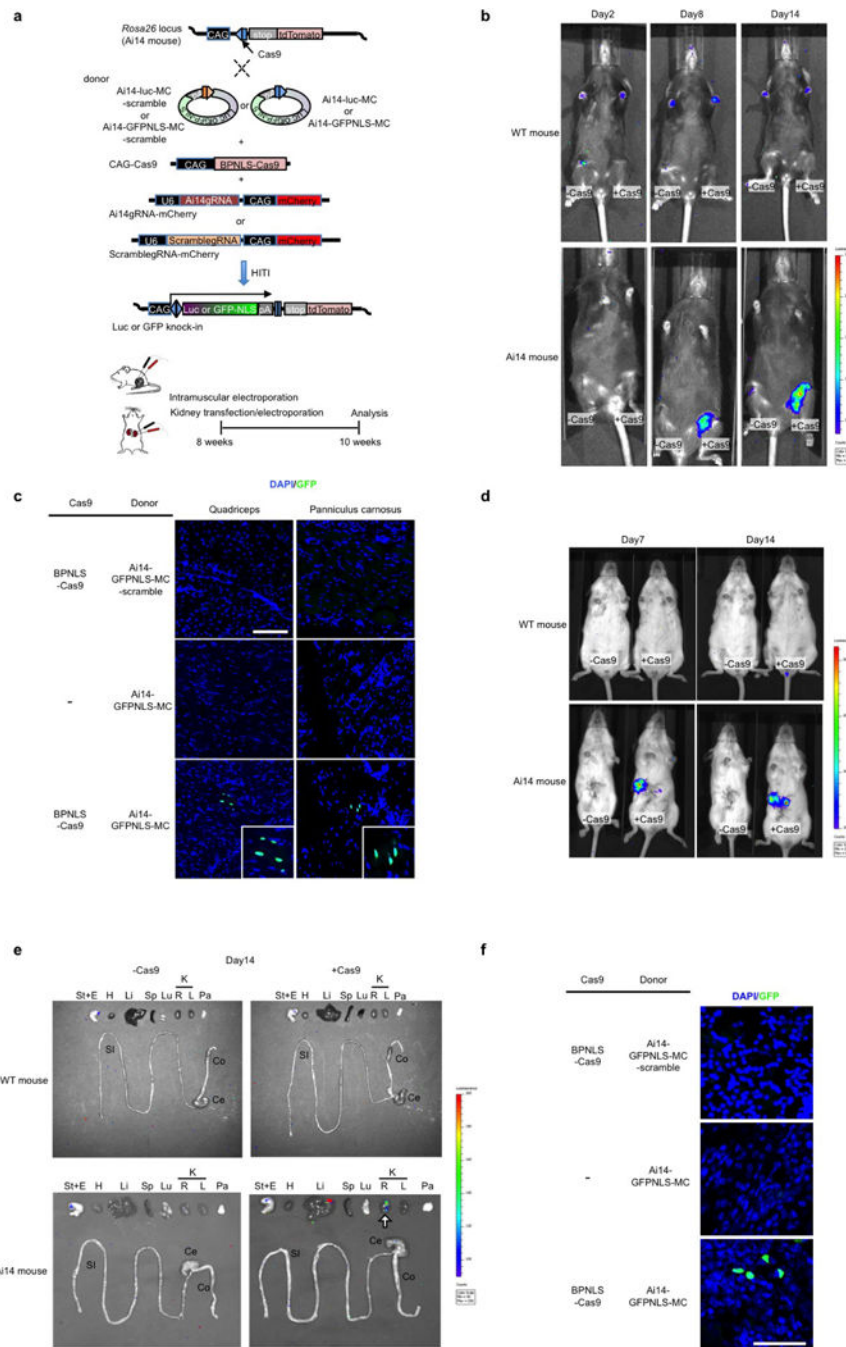 a
Rosa26 locus
(Ai14 mouse)
CAG
stop
tdTomato
Cas9
donor
Ai14-luc-MC
-scramble
or
Ai14-GFPNLS-MC
-scramble
or
Ai14-luc-MC
or
Ai14-GFPNLS-MC
+
CAG-Cas9
CAG
BPNLS-Cas9
+
U6
Ai14gRNA
CAG
mCherry
Ai14gRNA-mCherry
or
U6
ScramblegRNA
CAG
mCherry
ScramblegRNA-mCherry
HITI
CAG
Luc or GFP-NLS
pA
stop
tdTomato
Luc or GFP knock-in
Intramuscular electroporation
Kidney transfection/electroporation
Analysis
8 weeks
10 weeks
b
Day2
Day8
Day14
WT mouse
-Cas9
+Cas9
-Cas9
+Cas9
-Cas9
+Cas9
Ai14 mouse
-Cas9
+Cas9
-Cas9
+Cas9
-Cas9
+Cas9
c
DAPI/GFP
Cas9
Donor
Quadriceps
Panniculus carnosus
BPNLS
-Cas9
Ai14-
GFPNLS-MC
-scramble
-
Ai14-
GFPNLS-MC
BPNLS
-Cas9
Ai14-
GFPNLS-MC
d
Day7
Day14
WT mouse
-Cas9
+Cas9
-Cas9
+Cas9
Ai14 mouse
-Cas9
+Cas9
-Cas9
+Cas9
e
Day14
-Cas9
+Cas9
K
K
St+E H Li Sp Lu R L Pa
St+E H Li Sp Lu R L Pa
WT mouse
SI
Co
Ce
SI
Co
Ce
K
K
St+E H Li Sp Lu R L Pa
St+E H Li Sp Lu R L Pa
Ai14 mouse
SI
Ce
Co
SI
Ce
Co
f
Cas9
Donor
DAPI/GFP
BPNLS
-Cas9
Ai14-
GFPNLS-MC
-scramble
-
Ai14-
GFPNLS-MC
BPNLS
-Cas9
Ai14-
GFPNLS-MC